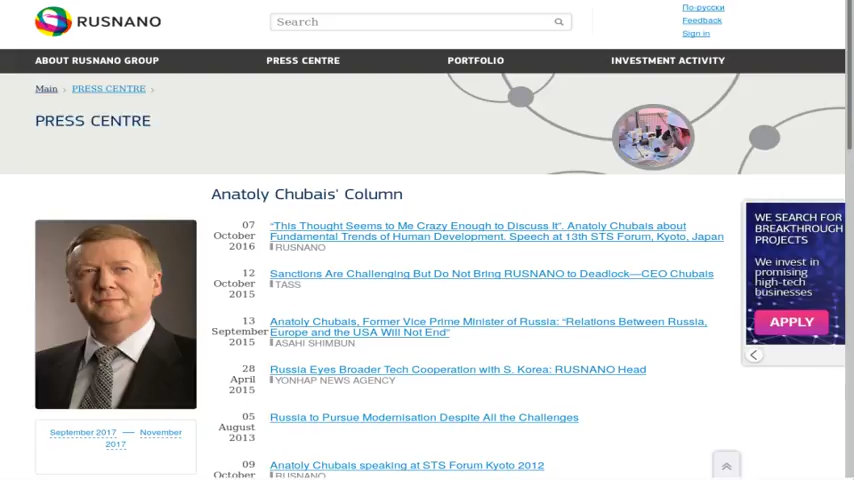 По-русски
RUSNANO
Search
Feedback
Sign in
ABOUT RUSNANO GROUP
PRESS CENTRE
PORTFOLIO
INVESTMENT ACTIVITY
Main › PRESS CENTRE ›
PRESS CENTRE
Anatoly Chubais' Column
07 October 2016
“This Thought Seems to Me Crazy Enough to Discuss It”. Anatoly Chubais about
Fundamental Trends of Human Development. Speech at 13th STS Forum, Kyoto, Japan
RUSNANO
12 October 2015
Sanctions Are Challenging But Do Not Bring RUSNANO to Deadlock—CEO Chubais
TASS
13 September 2015
Anatoly Chubais, Former Vice Prime Minister of Russia: “Relations Between Russia,
Europe and the USA Will Not End”
ASAHI SHIMBUN
28 April 2015
Russia Eyes Broader Tech Cooperation with S. Korea: RUSNANO Head
YONHAP NEWS AGENCY
05 August 2013
Russia to Pursue Modernisation Despite All the Challenges
09 October
Anatoly Chubais speaking at STS Forum Kyoto 2012
RUSNANO
September 2017 — November
2017
WE SEARCH FOR
BREAKTHROUGH
PROJECTS
We invest in
promising
high-tech
businesses
APPLY